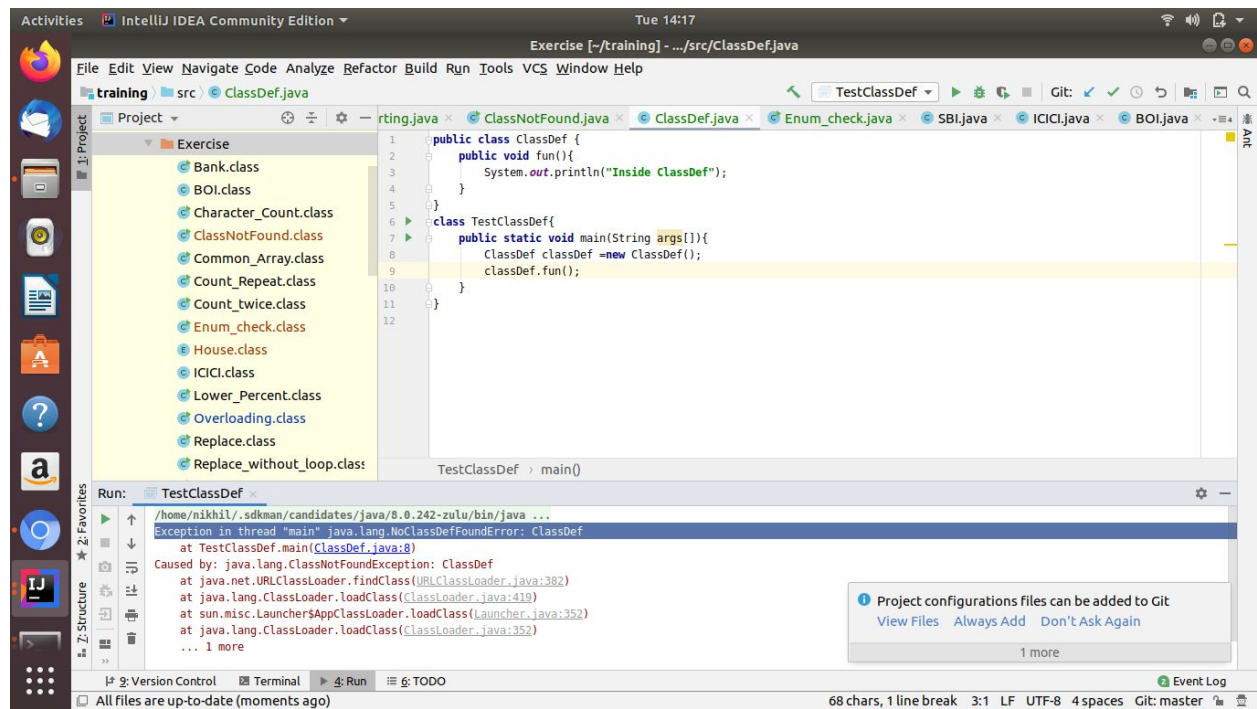 Activities IntelliJ IDEA Community Edition Tue 14:17
Exercise [~/training] - .../src/ClassDef.java
File Edit View Navigate Code Analyze Refactor Build Run Tools VCS Window Help
training src ClassDef.java TestClassDef Git:
1: Project Project rting.java ClassNotFound.java ClassDef.java Enum_check.java SBI.java ICICI.java BOI.java Ant
Exercise
Bank.class
BOI.class
Character_Count.class
ClassNotFound.class
Common_Array.class
Count_Repeat.class
Count_twice.class
Enum_check.class
House.class
ICICI.class
Lower_Percent.class
Overloading.class
Replace.class
Replace_without_loop.class
1 public class ClassDef {
2 public void fun(){
3 System.out.println("Inside ClassDef");
4 }
5 }
6 class TestClassDef{
7 public static void main(String args[]){
8 ClassDef classDef =new ClassDef();
9 classDef.fun();
10 }
11 }
12
TestClassDef › main()
2: Favorites
Z: Structure
Run: TestClassDef
/home/nikhil/.sdkman/candidates/java/8.0.242-zulu/bin/java ...
Exception in thread "main" java.lang.NoClassDefFoundError: ClassDef
at TestClassDef.main(ClassDef.java:8)
Caused by: java.lang.ClassNotFoundException: ClassDef
at java.net.URLClassLoader.findClass(URLClassLoader.java:382)
at java.lang.ClassLoader.loadClass(ClassLoader.java:419)
at sun.misc.Launcher$AppClassLoader.loadClass(Launcher.java:352)
at java.lang.ClassLoader.loadClass(ClassLoader.java:352)
... 1 more
Project configurations files can be added to Git
View Files Always Add Don't Ask Again
1 more
9: Version Control Terminal 4: Run 6: TODO 2 Event Log
All files are up-to-date (moments ago) 68 chars, 1 line break 3:1 LF UTF-8 4 spaces Git: master